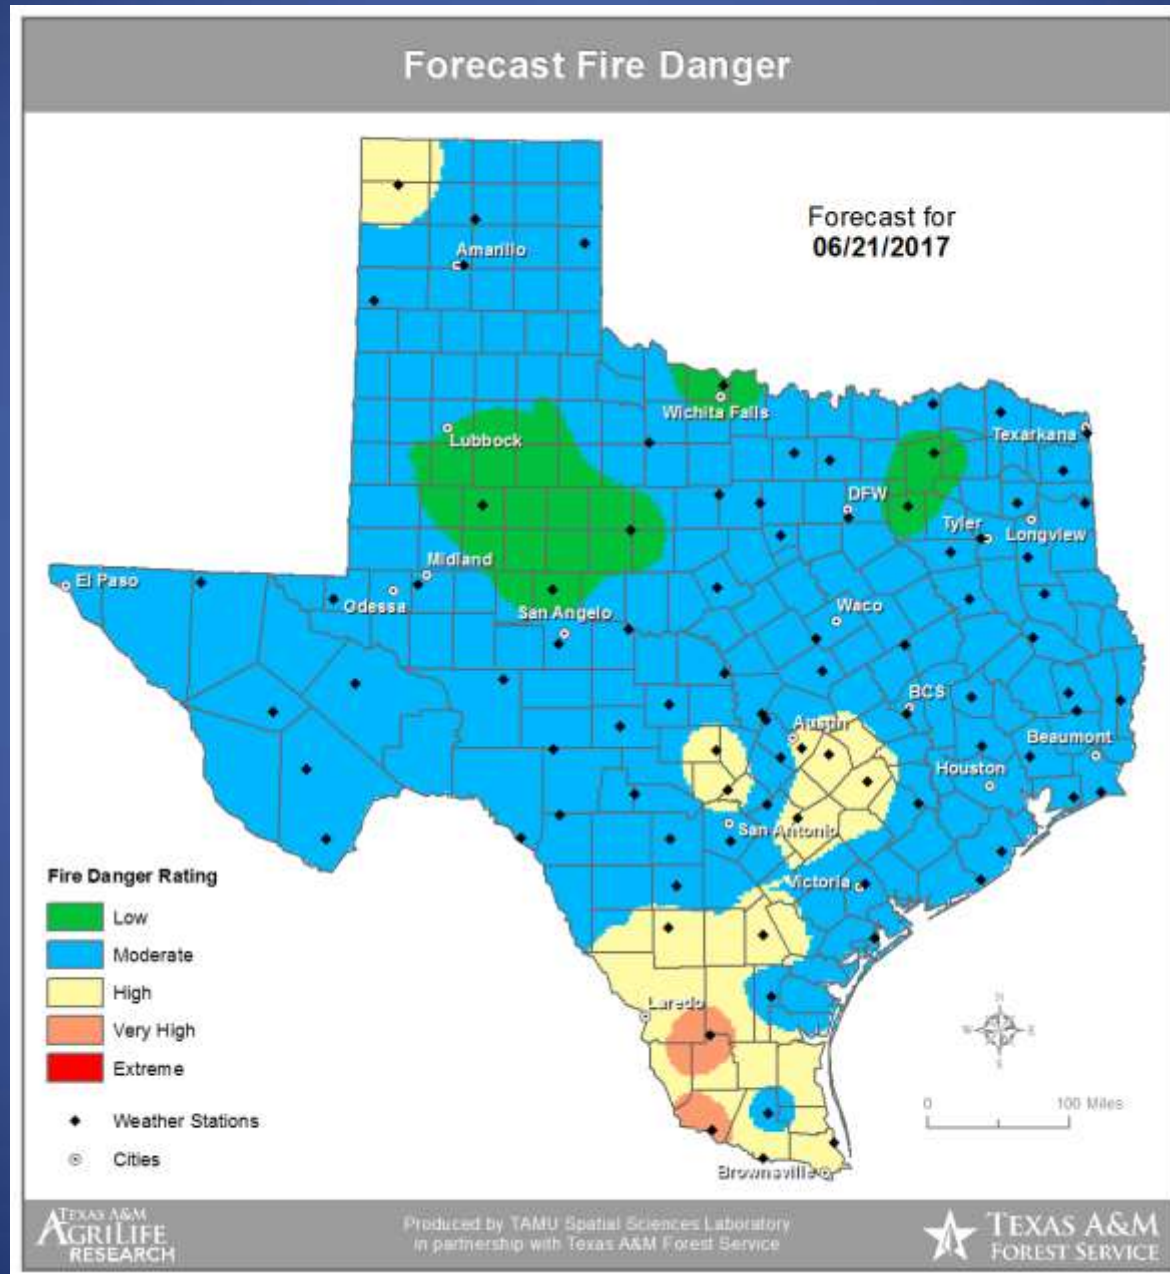 Forecast Fire Danger
Forecast for
06/21/2017
Amarillo
Wichita Falls
Lubbock
Texarkana
DFW
Tyler
Longview
Midland
El Paso
Odessa
San Angelo
Waco
BCS
Austin
Beaumont
Houston
San Antonio
Victoria
Laredo
Brownsville
Fire Danger Rating
Low
Moderate
High
Very High
Extreme
Weather Stations
Cities
N
W E
S
0 100 Miles
TEXAS A&M
AGRILIFE
RESEARCH
Produced by TAMU Spatial Sciences Laboratory
in partnership with Texas A&M Forest Service
TEXAS A&M
FOREST SERVICE